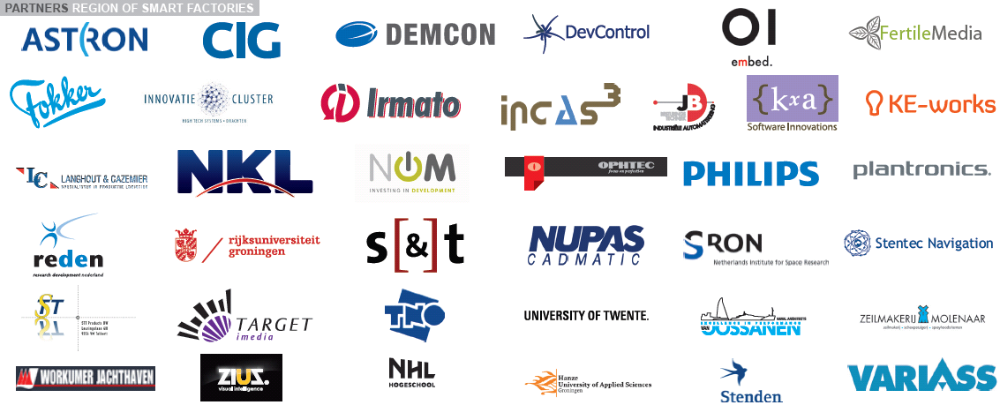 PARTNERS REGION OF SMART FACTORIES
ASTRON
CIG
DEMCON
DevControl
OI
embed.
FertileMedia
Fokker
INNOVATIE CLUSTER
HIGH TECH SYSTEMS • DRACHTEN
Irmato
incas3
JB
INDUSTRIËLE AUTOMATISERING
{kxa}
Software Innovations
KE-works
LC
LANGHOUT & CAZEMIER
SPECIALISTEN IN PRODUCTIE LOGISTIEK
NKL
NOM
INVESTING IN DEVELOPMENT
OPHTEC
focus on perfection
PHILIPS
plantronics.
reden
research development nederland
rijksuniversiteit
groningen
s[&]t
NUPAS
CADMATIC
SRON
Netherlands Institute for Space Research
Stentec Navigation
STT
STT Products BV
TARGET
imedia
TNO
UNIVERSITY OF TWENTE.
NAVAL ARCHITECTS
EXCELLENCE IN PERFORMANCE
VAN OOSSANEN
ZEILMAKERIJ MOLENAAR
zeilmakerij - scheepstuigerij - sprayhoodsystemen
WORKUMER JACHTHAVEN
ZIUZ.
visual intelligence
NHL
HOGESCHOOL
Hanze
University of Applied Sciences
Groningen
Stenden
VARIASS